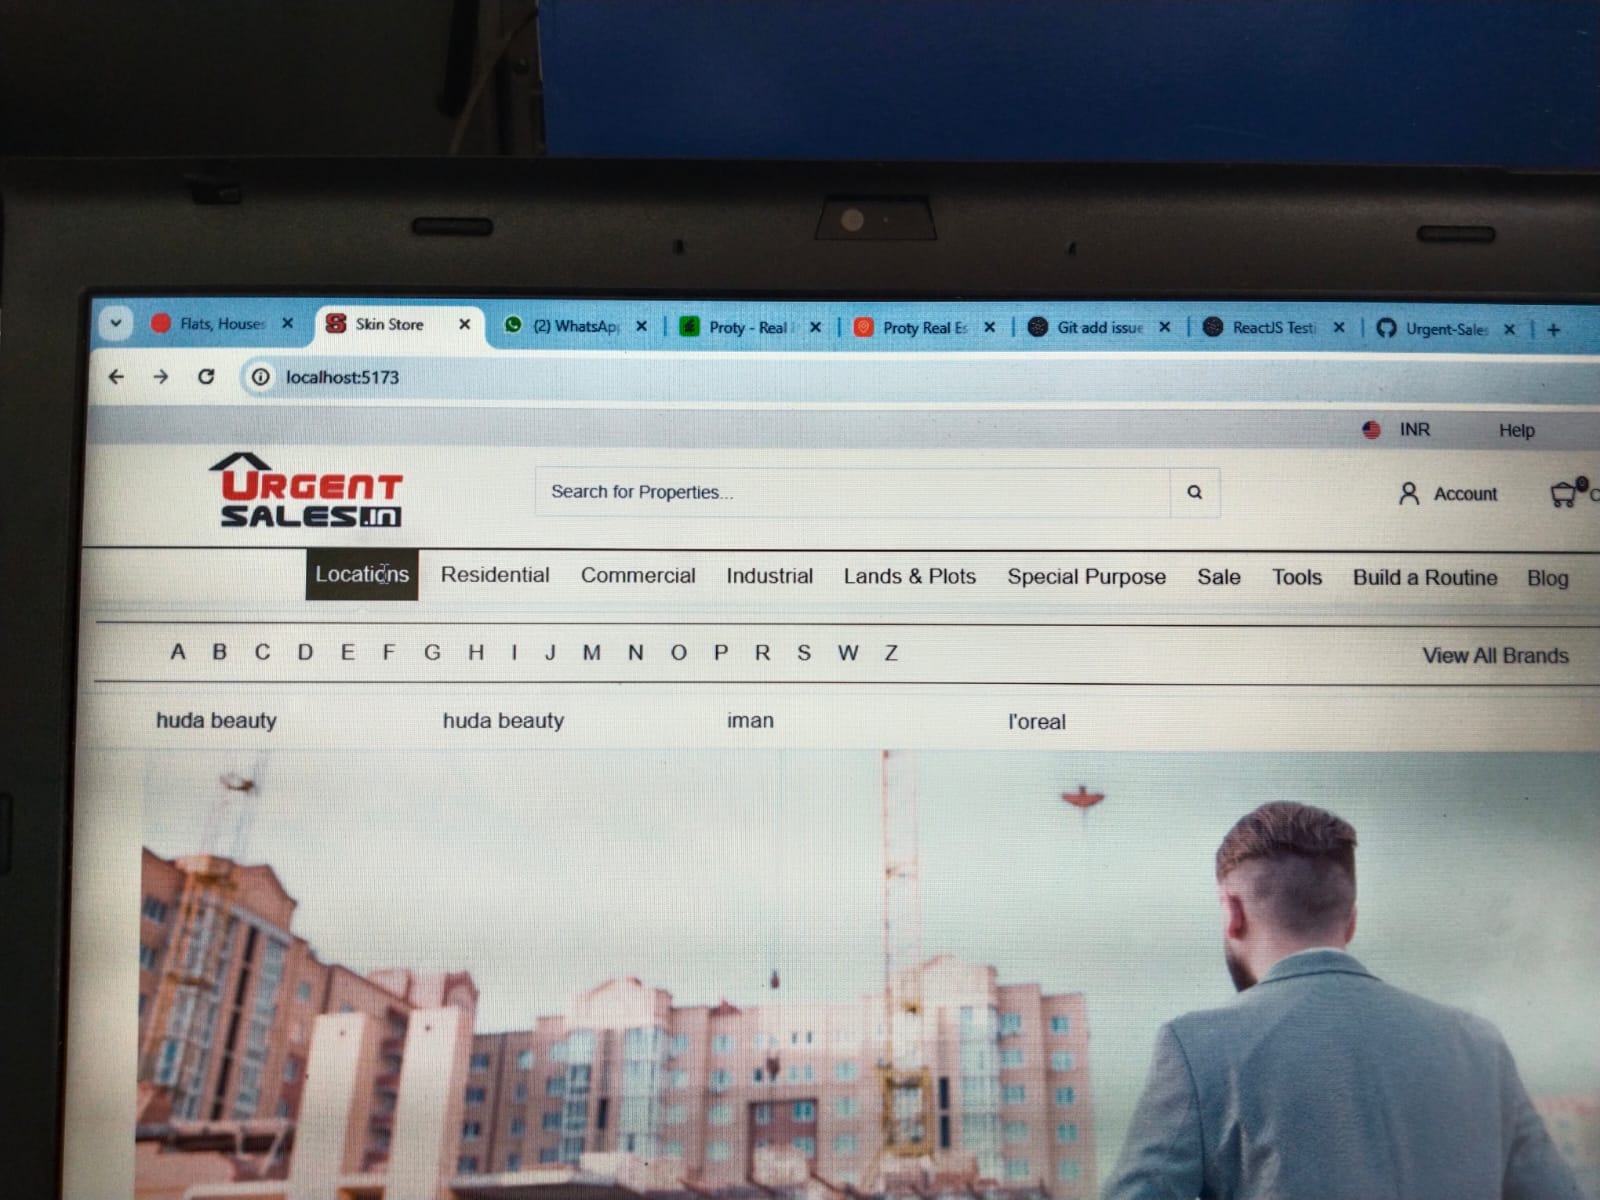 Flats, Houses Skin Store (2) WhatsAp Proty - Real Proty Real Es Git add issue ReactJS Testi Urgent-Sales
localhost:5173
INR Help
URGENT
SALES.in
Search for Properties...
Account 0
Locations Residential Commercial Industrial Lands & Plots Special Purpose Sale Tools Build a Routine Blog
A B C D E F G H I J M N O P R S W Z View All Brands
huda beauty huda beauty iman l'oreal